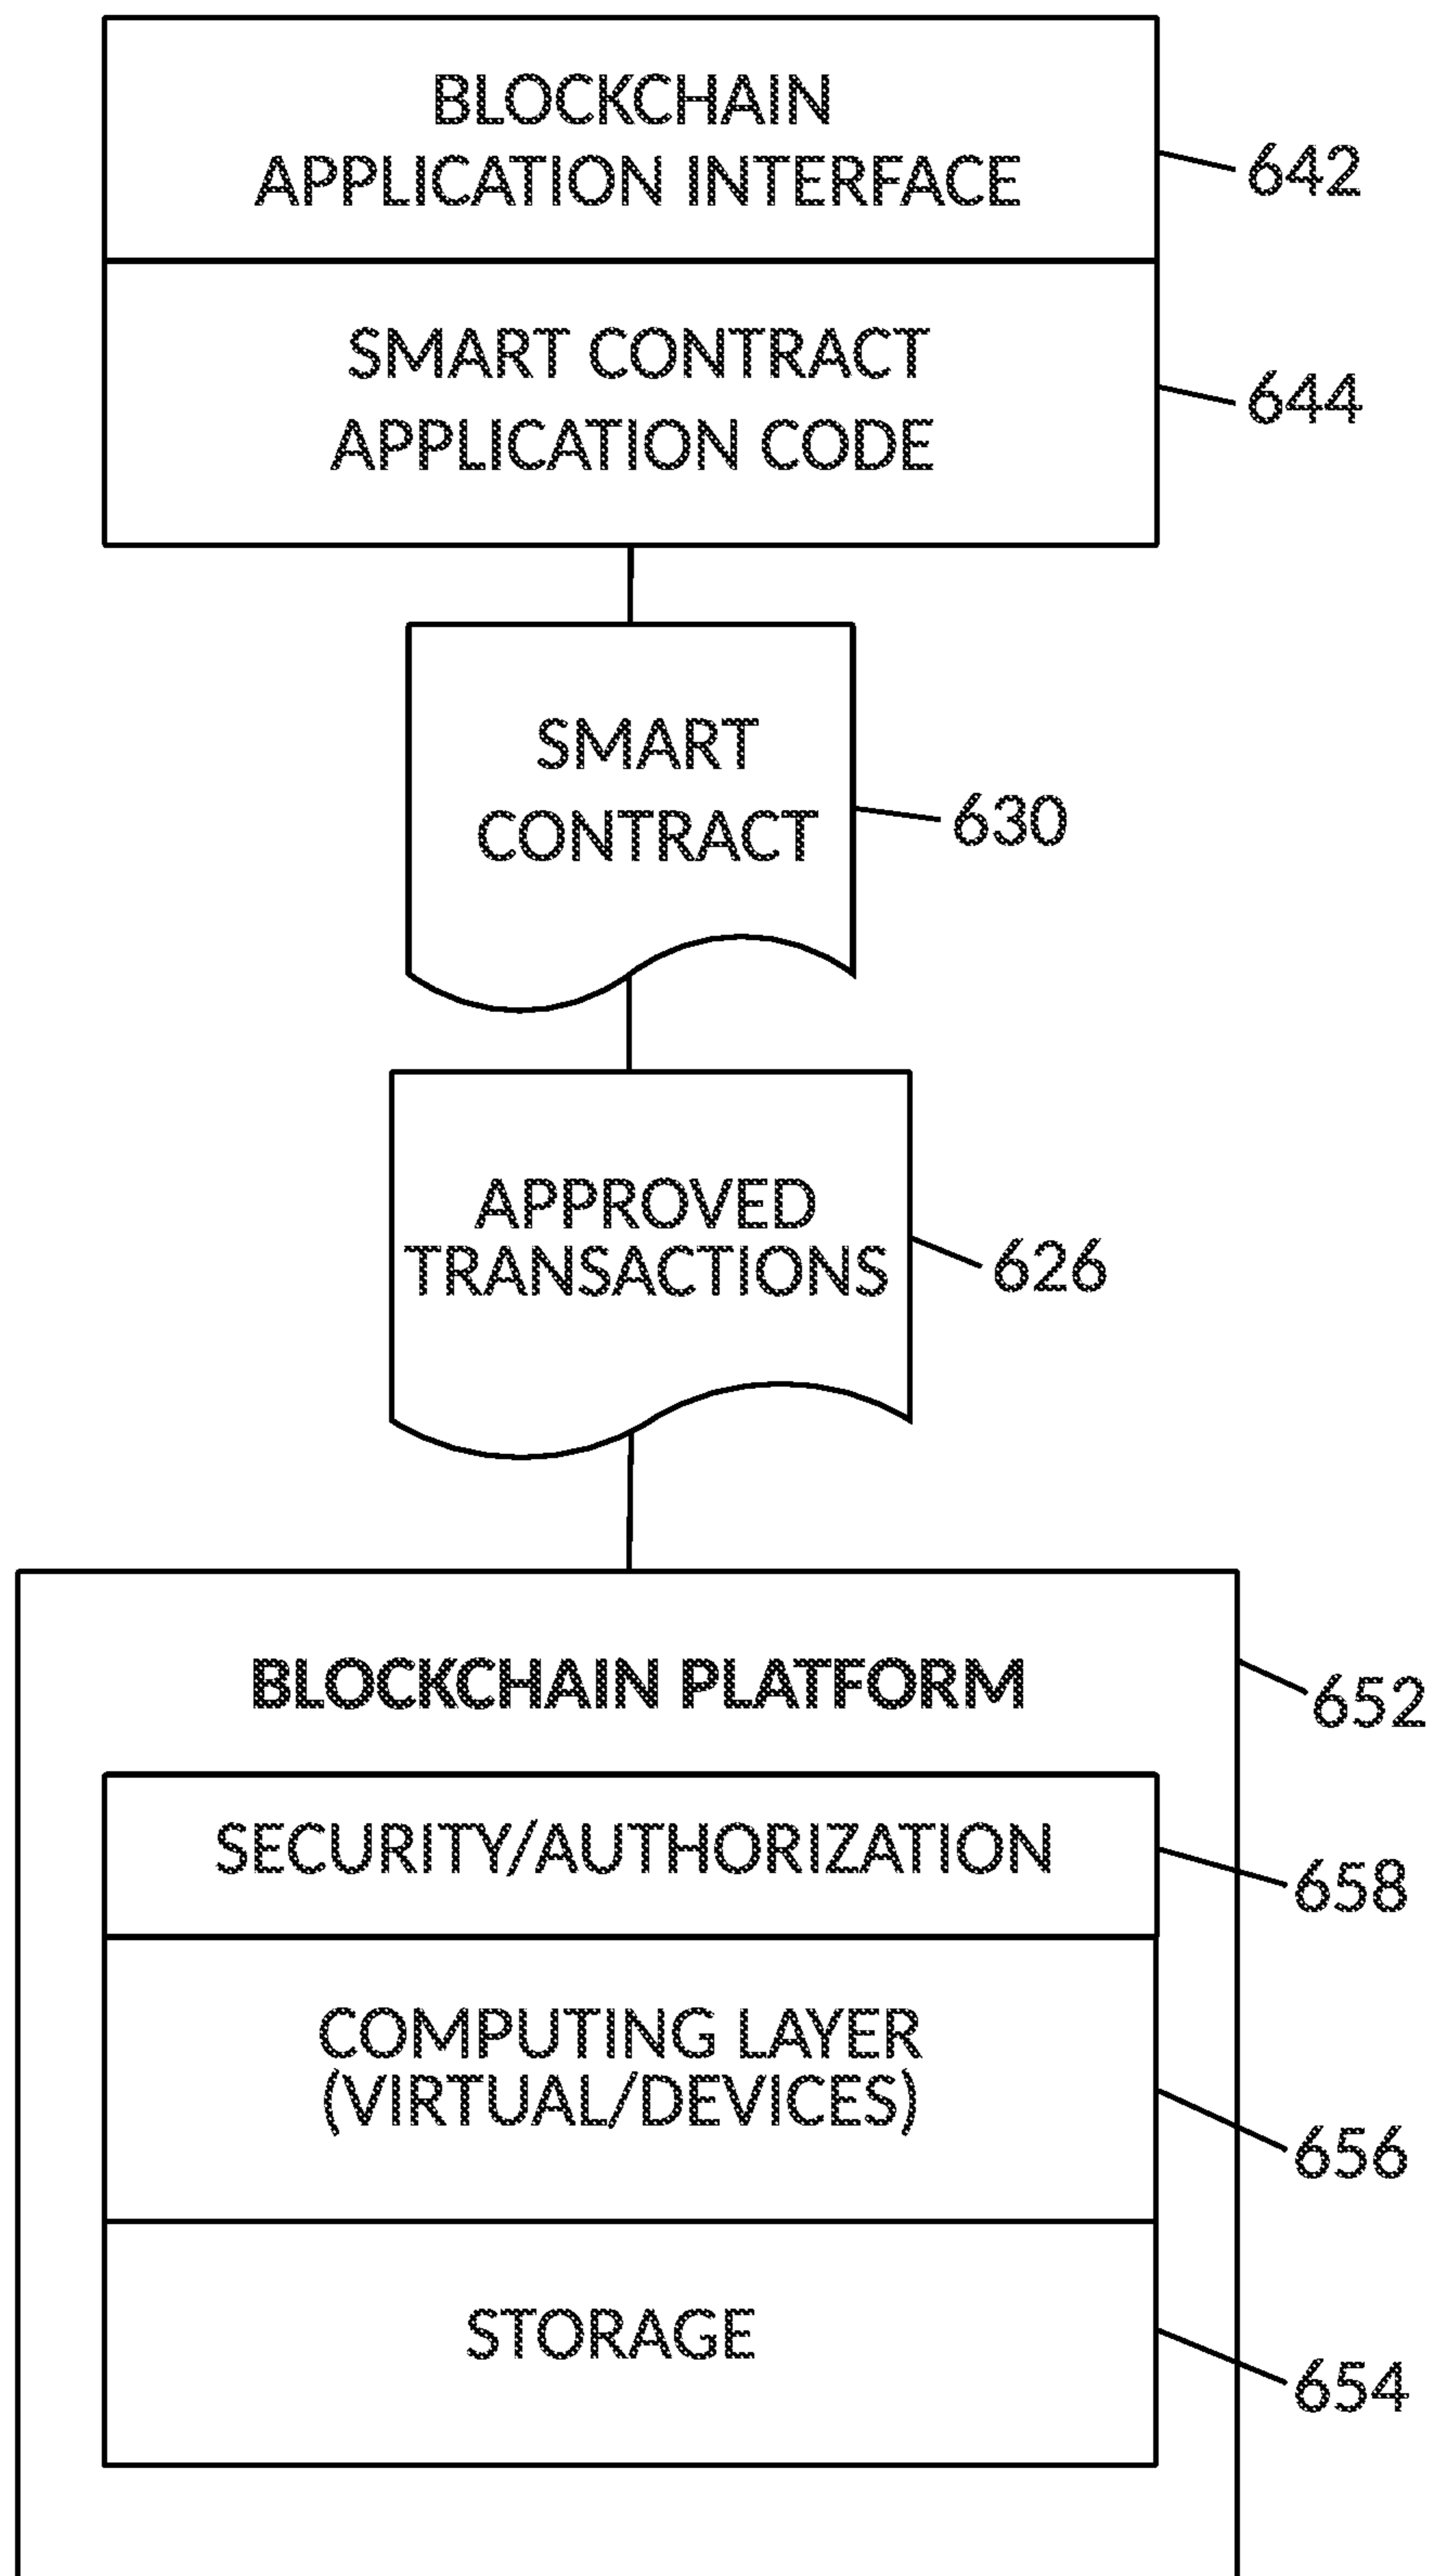 BLOCKCHAIN
APPLICATION INTERFACE
642
SMART CONTRACT
APPLICATION CODE
644
SMART
CONTRACT
630
APPROVED
TRANSACTIONS
626
BLOCKCHAIN PLATFORM
652
SECURITY/AUTHORIZATION
658
COMPUTING LAYER
(VIRTUAL/DEVICES)
656
STORAGE
654